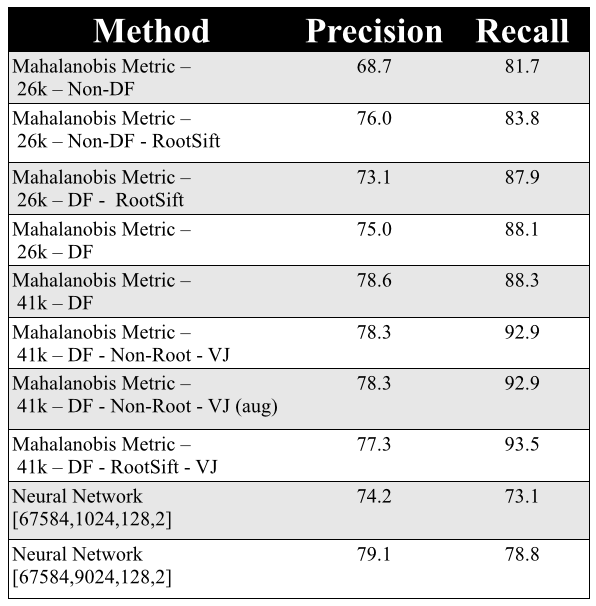 Method Precision Recall
Mahalanobis Metric – 68.7 81.7
26k – Non-DF
Mahalanobis Metric – 76.0 83.8
26k – Non-DF - RootSift
Mahalanobis Metric – 73.1 87.9
26k – DF - RootSift
Mahalanobis Metric – 75.0 88.1
26k – DF
Mahalanobis Metric – 78.6 88.3
41k – DF
Mahalanobis Metric – 78.3 92.9
41k – DF - Non-Root - VJ
Mahalanobis Metric – 78.3 92.9
41k – DF - Non-Root - VJ (aug)
Mahalanobis Metric – 77.3 93.5
41k – DF - RootSift - VJ
Neural Network 74.2 73.1
[67584,1024,128,2]
Neural Network 79.1 78.8
[67584,9024,128,2]